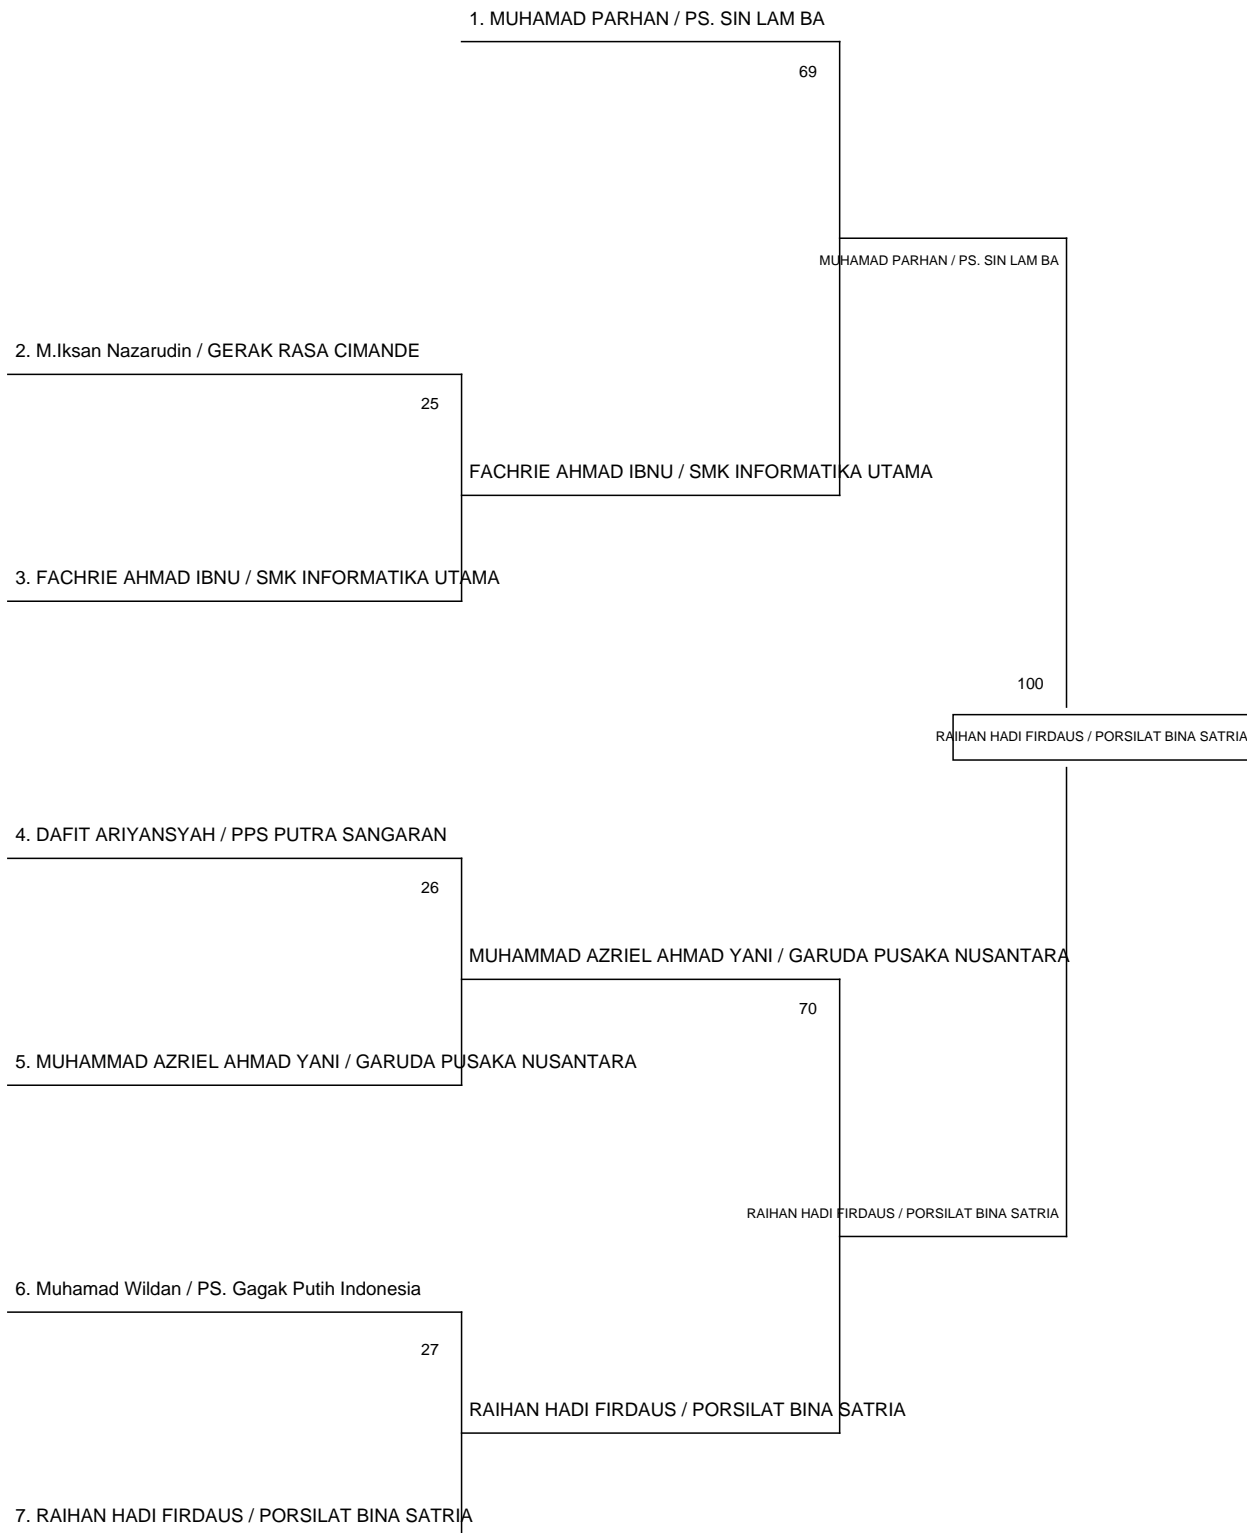 1. MUHAMAD PARHAN / PS. SIN LAM BA
69
MUHAMAD PARHAN / PS. SIN LAM BA
2. M.Iksan Nazarudin / GERAK RASA CIMANDE
25
FACHRIE AHMAD IBNU / SMK INFORMATIKA UTAMA
3. FACHRIE AHMAD IBNU / SMK INFORMATIKA UTAMA
100
RAIHAN HADI FIRDAUS / PORSILAT BINA SATRIA
4. DAFIT ARIYANSYAH / PPS PUTRA SANGARAN
26
MUHAMMAD AZRIEL AHMAD YANI / GARUDA PUSAKA NUSANTARA
70
5. MUHAMMAD AZRIEL AHMAD YANI / GARUDA PUSAKA NUSANTARA
RAIHAN HADI FIRDAUS / PORSILAT BINA SATRIA
6. Muhamad Wildan / PS. Gagak Putih Indonesia
27
RAIHAN HADI FIRDAUS / PORSILAT BINA SATRIA
7. RAIHAN HADI FIRDAUS / PORSILAT BINA SATRIA